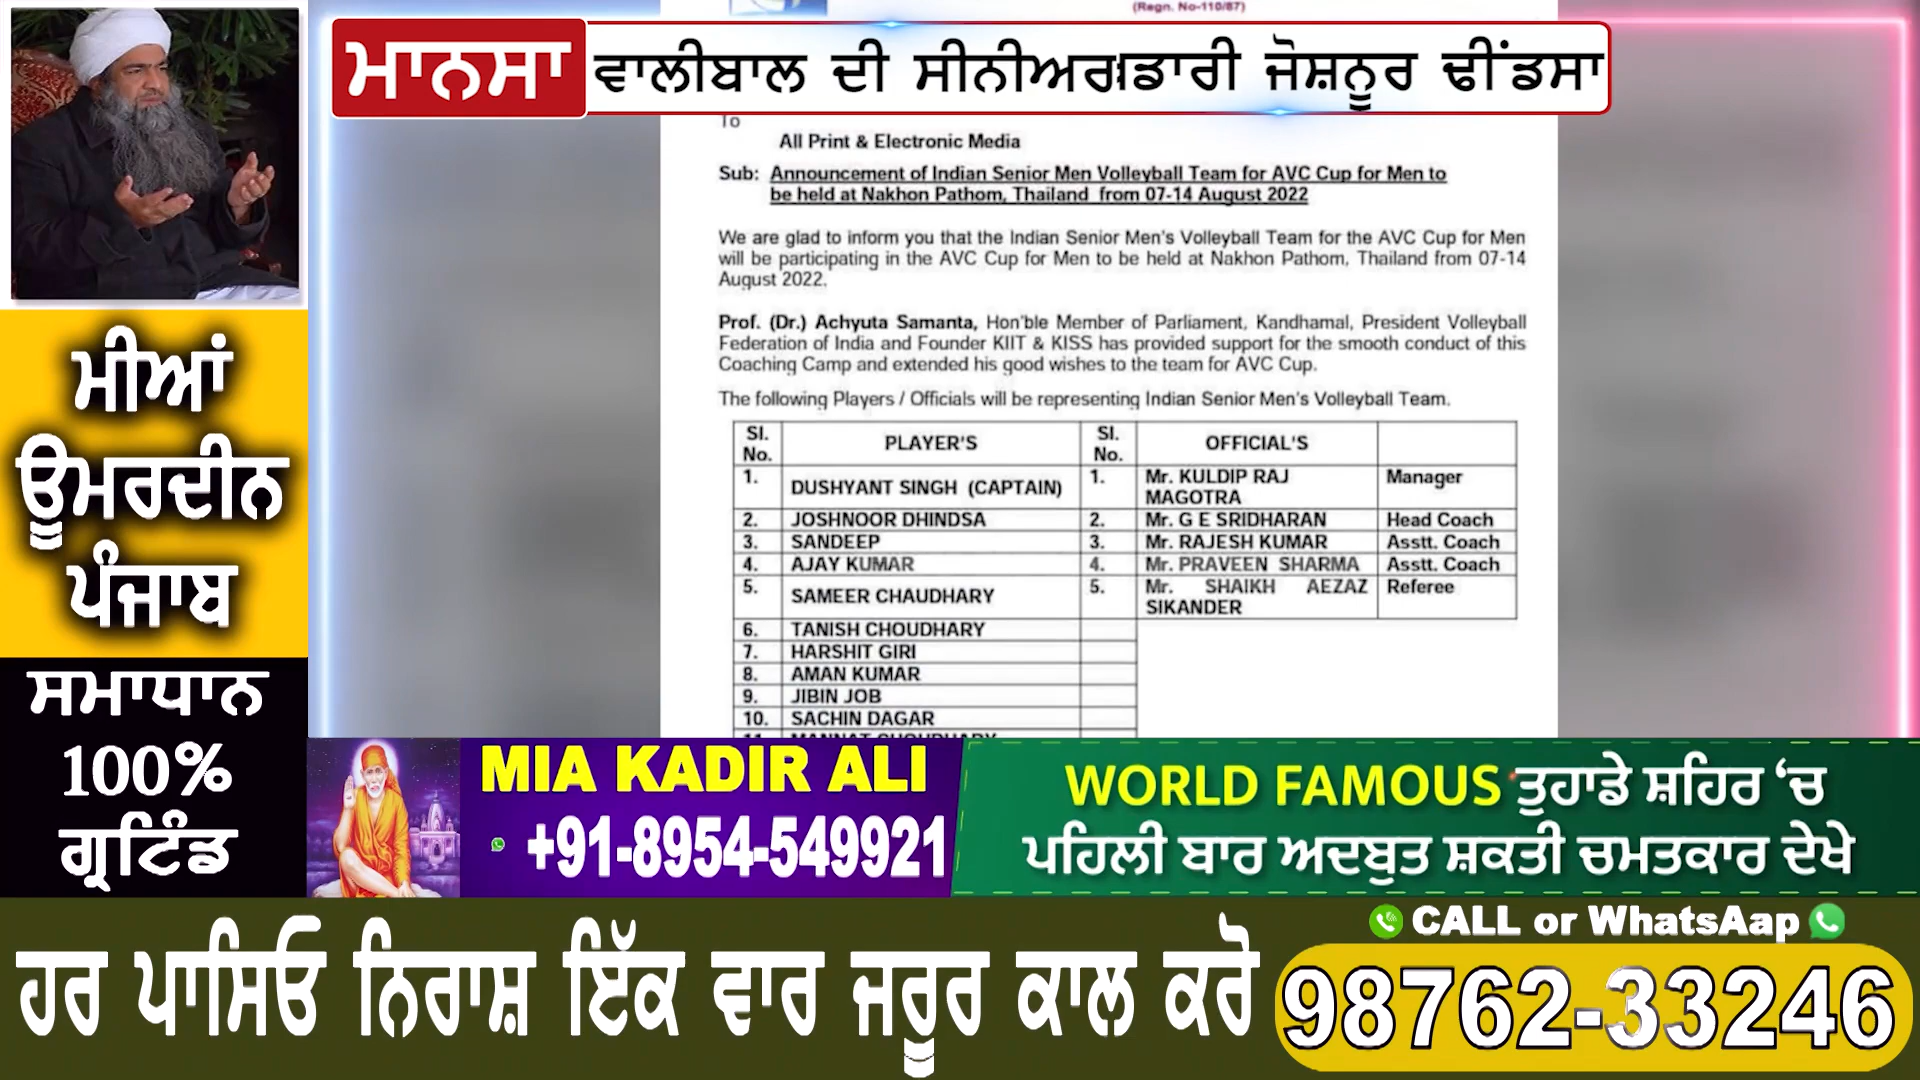 (Regn. No-110/87)
ਮਾਨਸਾ
ਵਾਲੀਬਾਲ ਦੀ ਸੀਨੀਅਰ
ਡਾਰੀ ਜੋਸ਼ਨੂਰ ਢੀਂਡਸਾ
To
All Print & Electronic Media
Sub: Announcement of Indian Senior Men Volleyball Team for AVC Cup for Men to
be held at Nakhon Pathom, Thailand from 07-14 August 2022
We are glad to inform you that the Indian Senior Men's Volleyball Team for the AVC Cup for Men
will be participating in the AVC Cup for Men to be held at Nakhon Pathom, Thailand from 07-14
August 2022.
Prof. (Dr.) Achyuta Samanta, Hon'ble Member of Parliament, Kandhamal, President Volleyball
Federation of India and Founder KIIT & KISS has provided support for the smooth conduct of this
Coaching Camp and extended his good wishes to the team for AVC Cup.
The following Players / Officials will be representing Indian Senior Men's Volleyball Team.
Sl. No. PLAYER'S Sl. No. OFFICIAL'S
1. DUSHYANT SINGH (CAPTAIN) 1. Mr. KULDIP RAJ MAGOTRA Manager
2. JOSHNOOR DHINDSA 2. Mr. G E SRIDHARAN Head Coach
3. SANDEEP 3. Mr. RAJESH KUMAR Asstt. Coach
4. AJAY KUMAR 4. Mr. PRAVEEN SHARMA Asstt. Coach
5. SAMEER CHAUDHARY 5. Mr. SHAIKH AEZAZ SIKANDER Referee
6. TANISH CHOUDHARY
7. HARSHIT GIRI
8. AMAN KUMAR
9. JIBIN JOB
10. SACHIN DAGAR
ਮੀਆਂ
ਊਮਰਦੀਨ
ਪੰਜਾਬ
ਸਮਾਧਾਨ
100%
ਗ੍ਰਟਿੰਡ
MIA KADIR ALI
+91-8954-549921
WORLD FAMOUS ਤੁਹਾਡੇ ਸ਼ਹਿਰ ‘ਚ
ਪਹਿਲੀ ਬਾਰ ਅਦਬੁਤ ਸ਼ਕਤੀ ਚਮਤਕਾਰ ਦੇਖੇ
ਹਰ ਪਾਸਿਓ ਨਿਰਾਸ਼ ਇੱਕ ਵਾਰ ਜਰੂਰ ਕਾਲ ਕਰੋ
CALL or WhatsAap
98762-33246